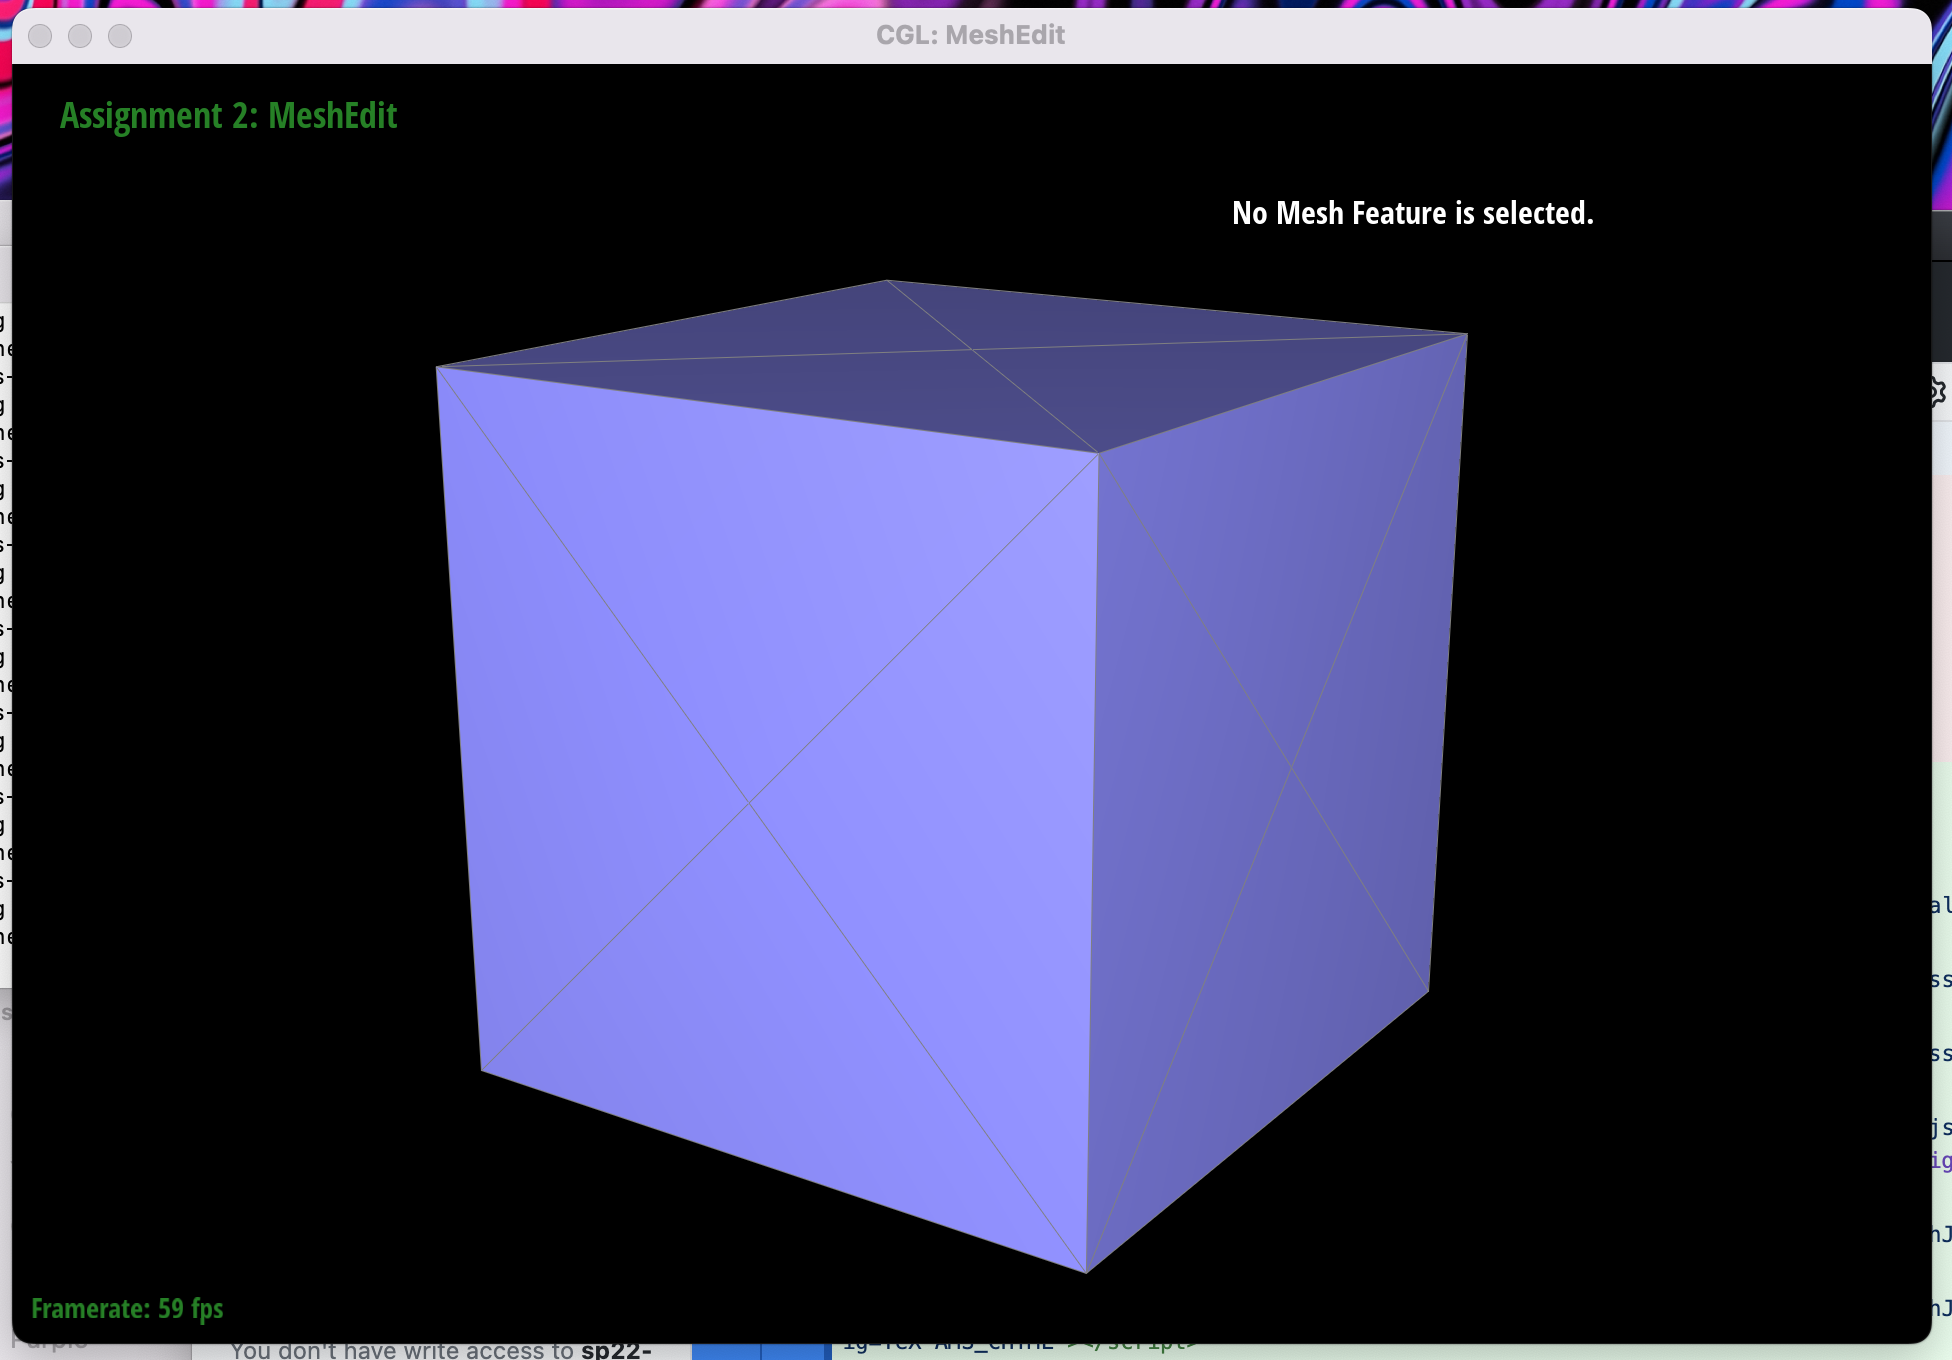 CGL: MeshEdit
Assignment 2: MeshEdit
No Mesh Feature is selected.
Framerate: 59 fps
You don't have write access to sp22-